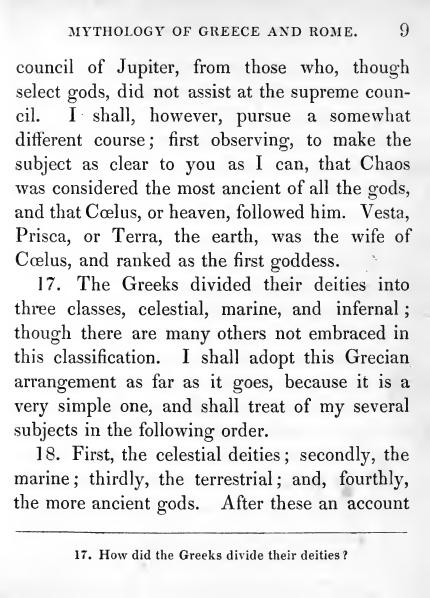 MYTHOLOGY OF GREECE AND ROME. 9
council of Jupiter, from those who, though
select gods, did not assist at the supreme coun-
cil. I shall, however, pursue a somewhat
different course; first observing, to make the
subject as clear to you as I can, that Chaos
was considered the most ancient of all the gods,
and that Cœlus, or heaven, followed him. Vesta,
Prisca, or Terra, the earth, was the wife of
Cœlus, and ranked as the first goddess.
17. The Greeks divided their deities into
three classes, celestial, marine, and infernal;
though there are many others not embraced in
this classification. I shall adopt this Grecian
arrangement as far as it goes, because it is a
very simple one, and shall treat of my several
subjects in the following order.
18. First, the celestial deities; secondly, the
marine; thirdly, the terrestrial; and, fourthly,
the more ancient gods. After these an account
17. How did the Greeks divide their deities?